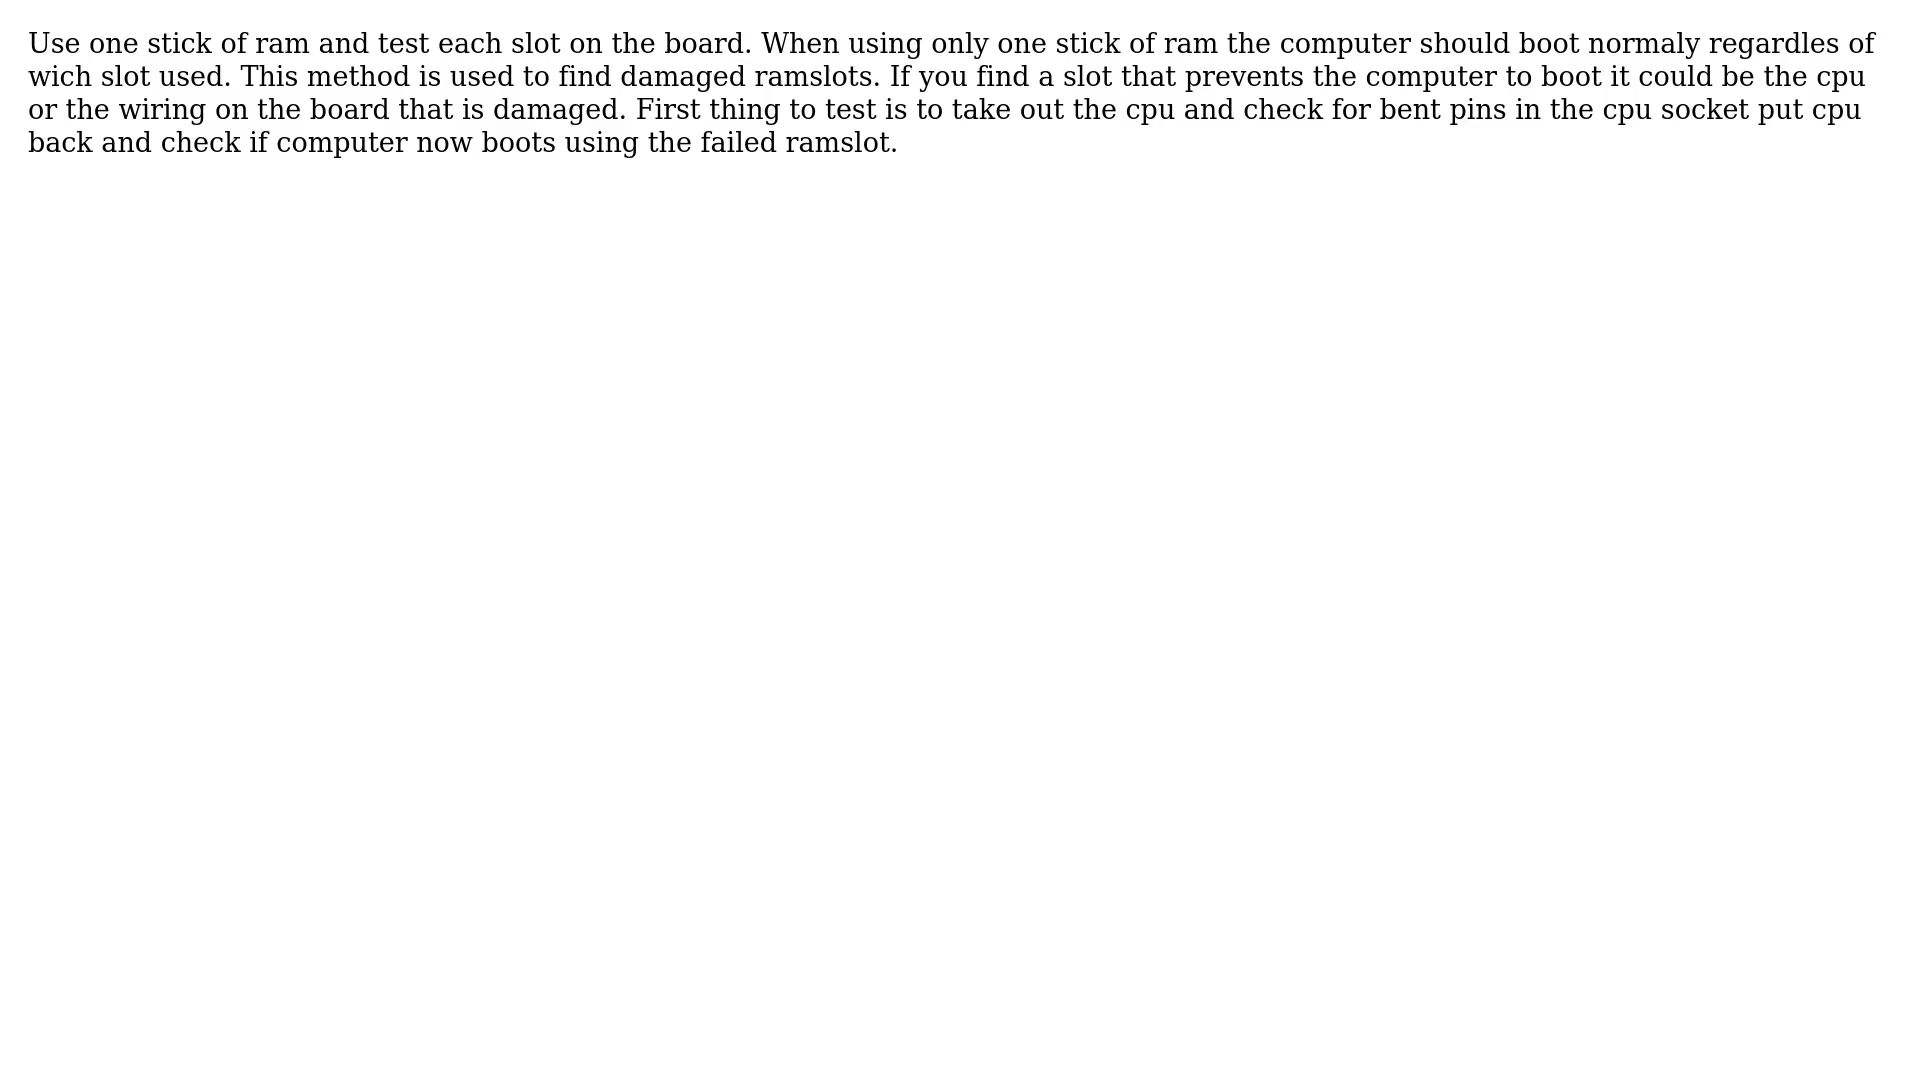 Use one stick of ram and test each slot on the board. When using only one stick of ram the computer should boot normaly regardles of
wich slot used. This method is used to find damaged ramslots. If you find a slot that prevents the computer to boot it could be the cpu
or the wiring on the board that is damaged. First thing to test is to take out the cpu and check for bent pins in the cpu socket put cpu
back and check if computer now boots using the failed ramslot.